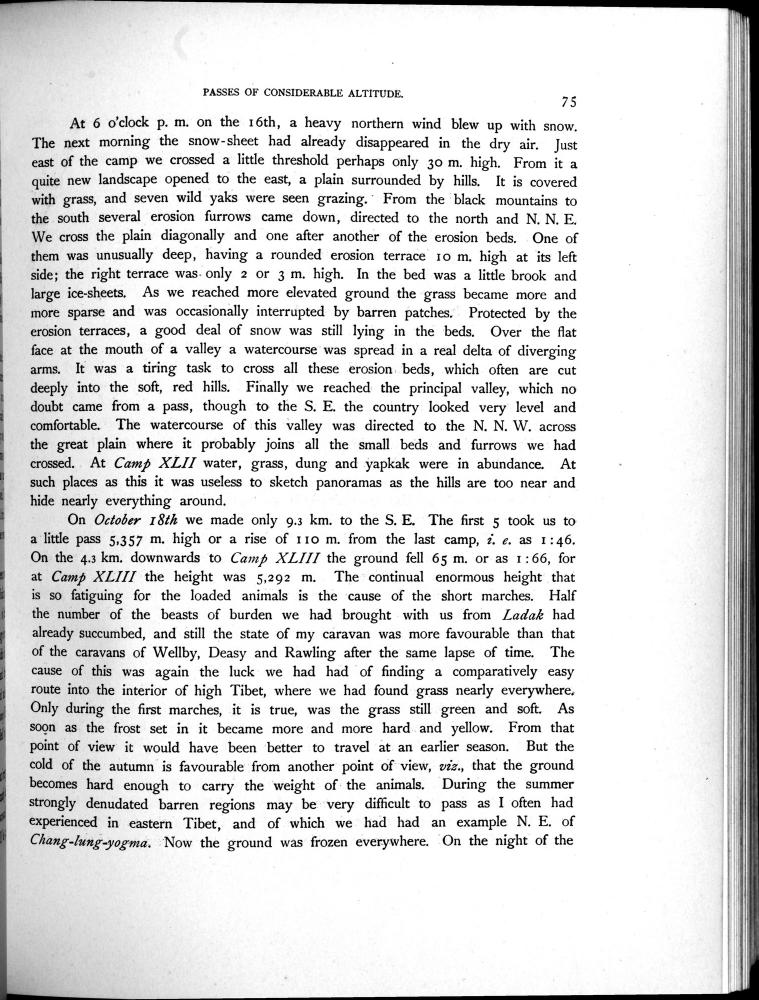 PASSES OF CONSIDERABLE ALTITUDE.
75
At 6 o'clock p. m. on the 16th, a heavy northern wind blew up with snow.
The next morning the snow-sheet had already disappeared in the dry air. Just
east of the camp we crossed a little threshold perhaps only 30 m. high. From it a
quite new landscape opened to the east, a plain surrounded by hills. It is covered
with grass, and seven wild yaks were seen grazing. From the black mountains to
the south several erosion furrows came down, directed to the north and N. N. E.
We cross the plain diagonally and one after another of the erosion beds. One of
them was unusually deep, having a rounded erosion terrace 10 m. high at its left
side; the right terrace was only 2 or 3 m. high. In the bed was a little brook and
large ice-sheets. As we reached more elevated ground the grass became more and
more sparse and was occasionally interrupted by barren patches. Protected by the
erosion terraces, a good deal of snow was still lying in the beds. Over the flat
face at the mouth of a valley a watercourse was spread in a real delta of diverging
arms. It was a tiring task to cross all these erosion beds, which often are cut
deeply into the soft, red hills. Finally we reached the principal valley, which no
doubt came from a pass, though to the S. E. the country looked very level and
comfortable. The watercourse of this valley was directed to the N. N. W. across
the great plain where it probably joins all the small beds and furrows we had
crossed. At Camp XLII water, grass, dung and yapkak were in abundance. At
such places as this it was useless to sketch panoramas as the hills are too near and
hide nearly everything around.
On October 18th we made only 9.3 km. to the S. E. The first 5 took us to
a little pass 5,357 m. high or a rise of 110 m. from the last camp, i. e. as 1:46.
On the 4.3 km. downwards to Camp XLIII the ground fell 65 m. or as 1:66, for
at Camp XLIII the height was 5,292 m. The continual enormous height that
is so fatiguing for the loaded animals is the cause of the short marches. Half
the number of the beasts of burden we had brought with us from Ladak had
already succumbed, and still the state of my caravan was more favourable than that
of the caravans of Wellby, Deasy and Rawling after the same lapse of time. The
cause of this was again the luck we had had of finding a comparatively easy
route into the interior of high Tibet, where we had found grass nearly everywhere.
Only during the first marches, it is true, was the grass still green and soft. As
soon as the frost set in it became more and more hard and yellow. From that
point of view it would have been better to travel at an earlier season. But the
cold of the autumn is favourable from another point of view, viz., that the ground
becomes hard enough to carry the weight of the animals. During the summer
strongly denudated barren regions may be very difficult to pass as I often had
experienced in eastern Tibet, and of which we had had an example N. E. of
Chang-lung-yogma. Now the ground was frozen everywhere. On the night of the